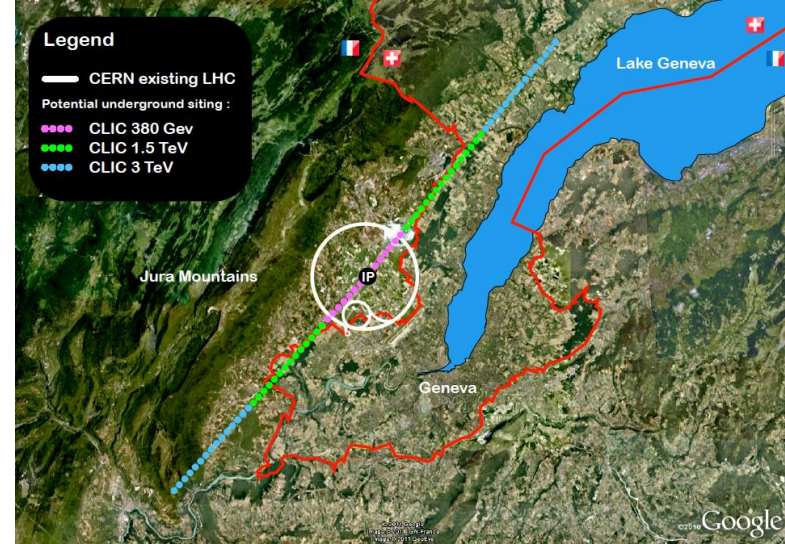 Legend
CERN existing LHC
Potential underground siting :
CLIC 380 Gev
CLIC 1.5 TeV
CLIC 3 TeV
Lake Geneva
Jura Mountains
IP
Geneva
Google